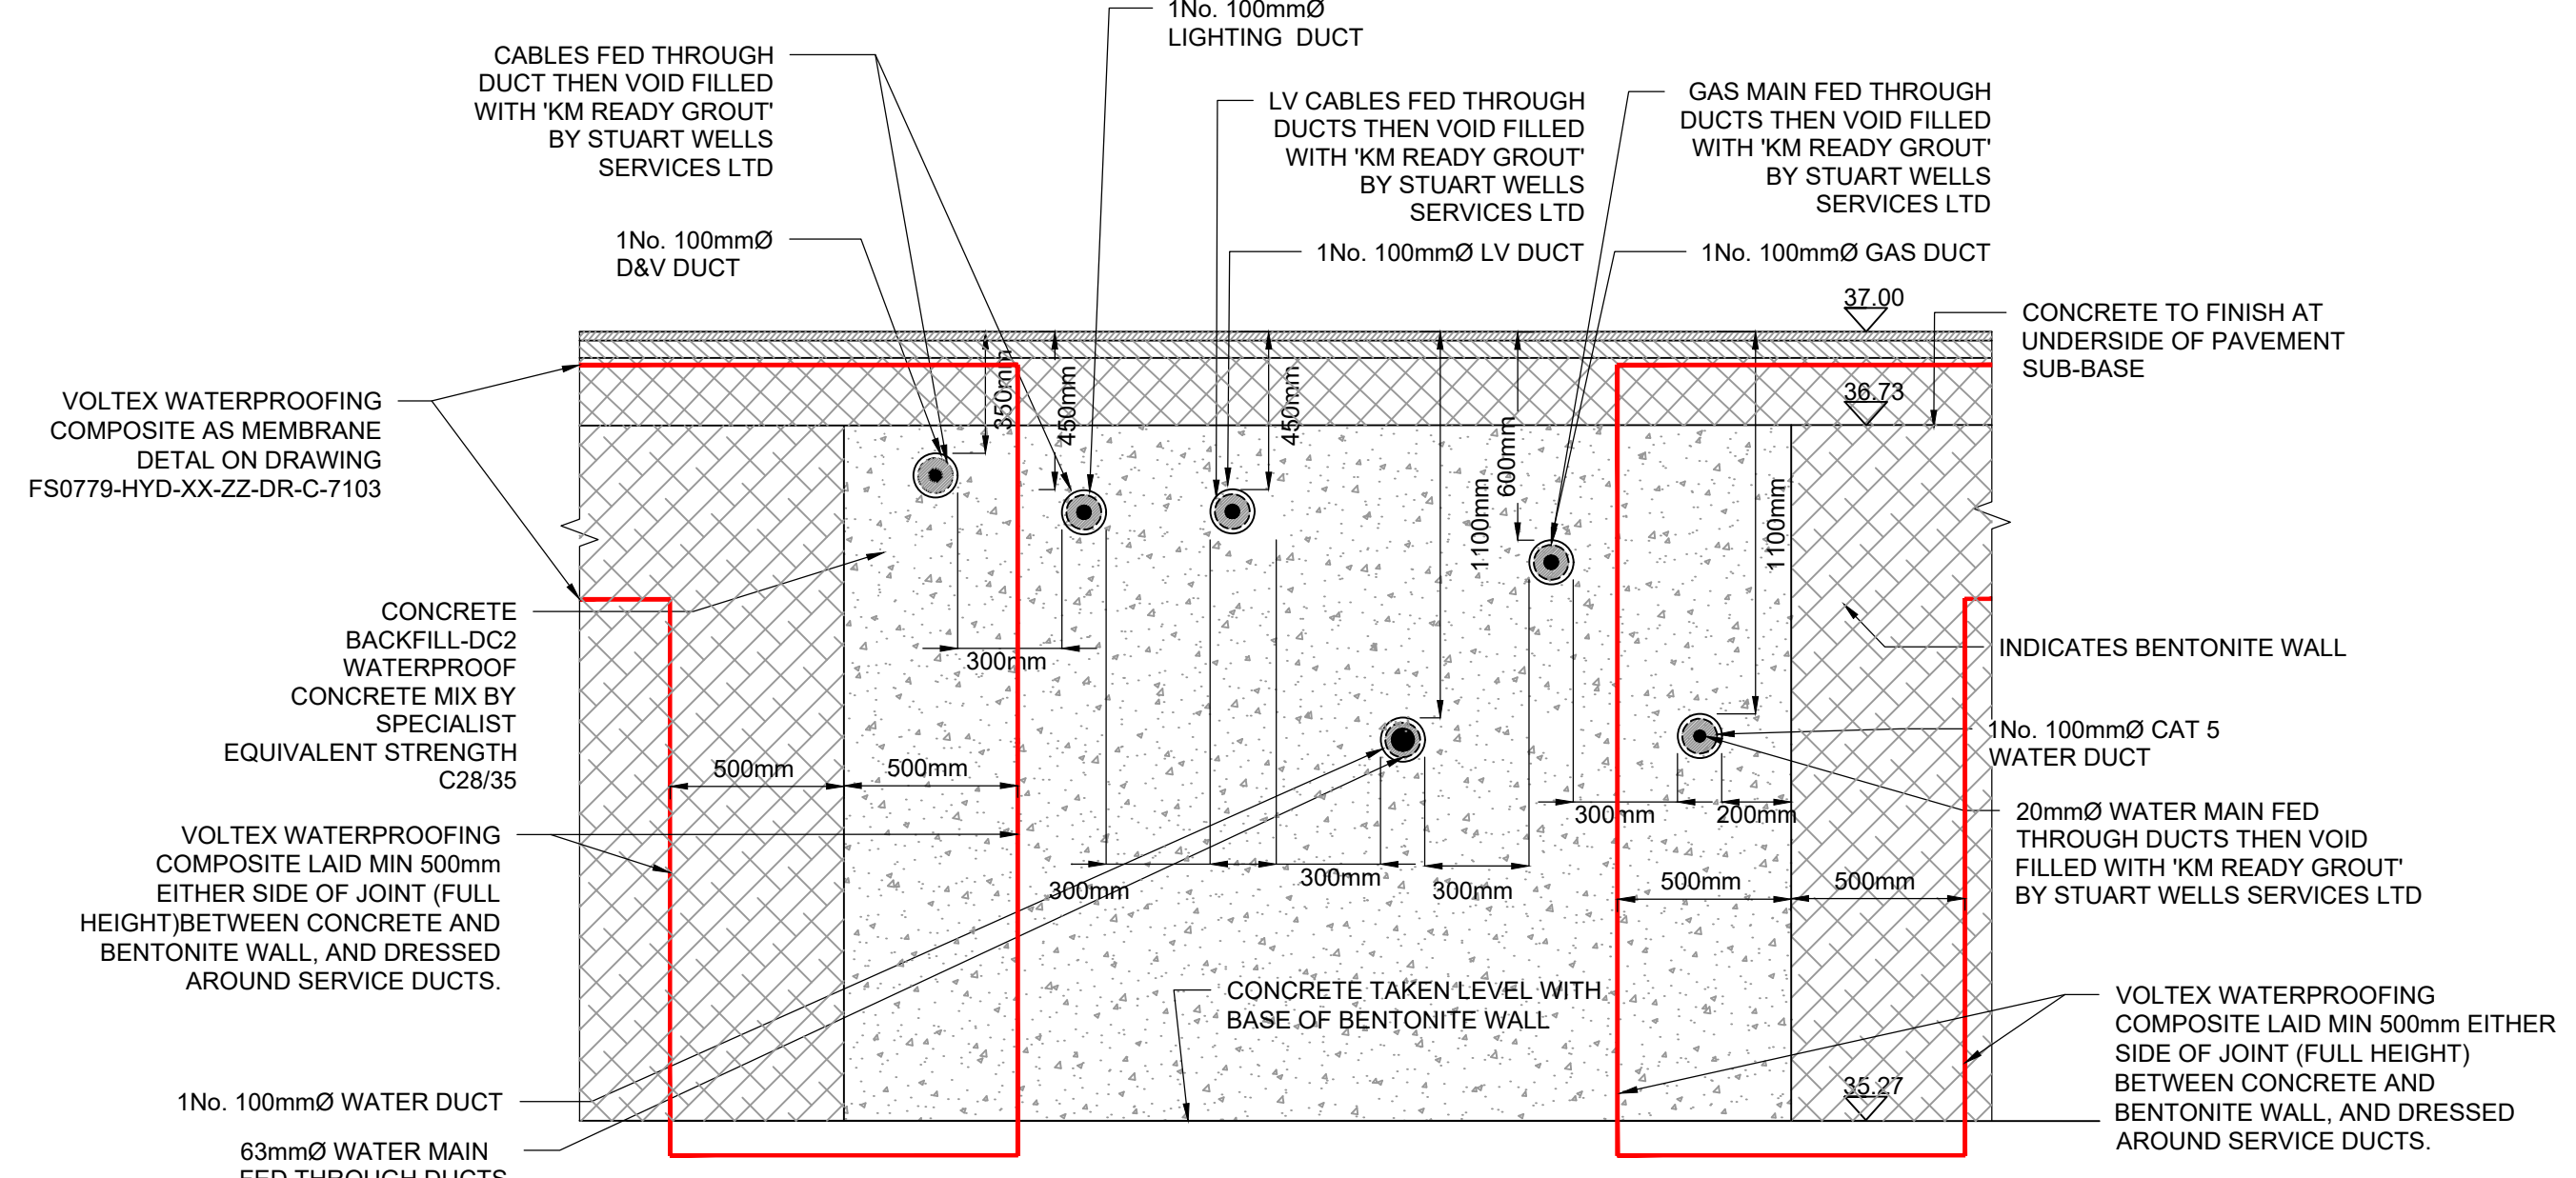 1No. 100mmØ
LIGHTING DUCT
CABLES FED THROUGH
DUCT THEN VOID FILLED
WITH 'KM READY GROUT'
BY STUART WELLS
SERVICES LTD
LV CABLES FED THROUGH
DUCTS THEN VOID FILLED
WITH 'KM READY GROUT'
BY STUART WELLS
SERVICES LTD
GAS MAIN FED THROUGH
DUCTS THEN VOID FILLED
WITH 'KM READY GROUT'
BY STUART WELLS
SERVICES LTD
1No. 100mmØ
D&V DUCT
1No. 100mmØ LV DUCT
1No. 100mmØ GAS DUCT
37.00
CONCRETE TO FINISH AT
UNDERSIDE OF PAVEMENT
SUB-BASE
36.73
VOLTEX WATERPROOFING
COMPOSITE AS MEMBRANE
DETAL ON DRAWING
FS0779-HYD-XX-ZZ-DR-C-7103
350mm
450mm
450mm
600mm
1100mm
1100mm
CONCRETE
BACKFILL-DC2
WATERPROOF
CONCRETE MIX BY
SPECIALIST
EQUIVALENT STRENGTH
C28/35
300mm
INDICATES BENTONITE WALL
1No. 100mmØ CAT 5
WATER DUCT
500mm
500mm
300mm
200mm
20mmØ WATER MAIN FED
THROUGH DUCTS THEN VOID
FILLED WITH 'KM READY GROUT'
BY STUART WELLS SERVICES LTD
300mm
300mm
300mm
500mm
500mm
VOLTEX WATERPROOFING
COMPOSITE LAID MIN 500mm
EITHER SIDE OF JOINT (FULL
HEIGHT)BETWEEN CONCRETE AND
BENTONITE WALL, AND DRESSED
AROUND SERVICE DUCTS.
CONCRETE TAKEN LEVEL WITH
BASE OF BENTONITE WALL
VOLTEX WATERPROOFING
COMPOSITE LAID MIN 500mm EITHER
SIDE OF JOINT (FULL HEIGHT)
BETWEEN CONCRETE AND
BENTONITE WALL, AND DRESSED
AROUND SERVICE DUCTS.
35.27
1No. 100mmØ WATER DUCT
63mmØ WATER MAIN
FED THROUGH DUCTS